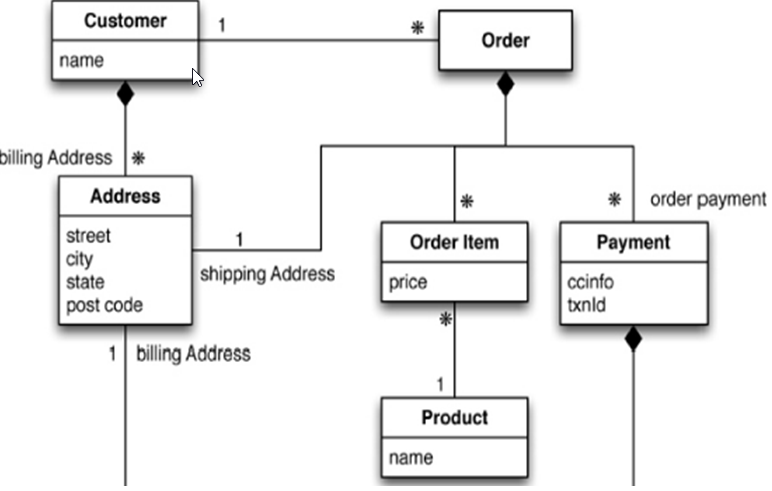 Customer
name
1
*
Order
billing Address
*
Address
street
city
state
post code
1
shipping Address
*
Order Item
price
*
order payment
Payment
ccinfo
txnId
1
billing Address
*
1
Product
name